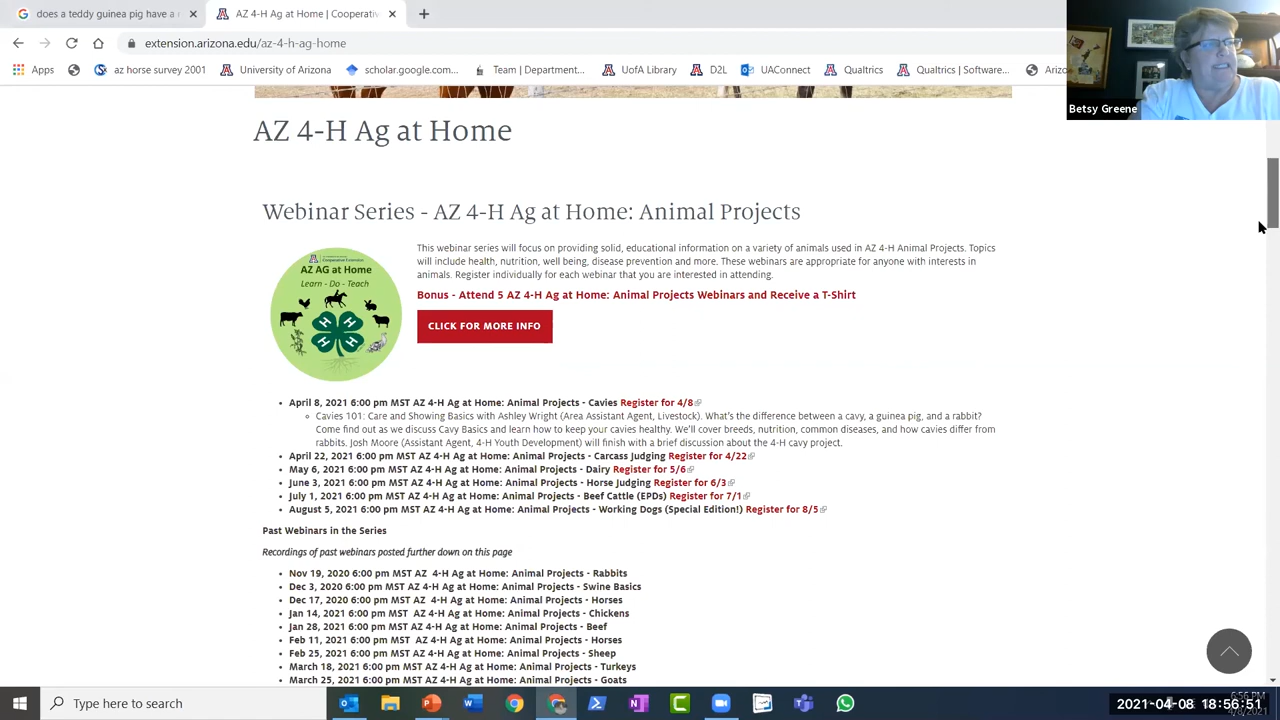 does a teddy guinea pig have a
AZ 4-H Ag at Home | Cooperativ
extension.arizona.edu/az-4-h-ag-home
Apps
az horse survey 2001
University of Arizona
scholar.google.com...
Team | Department...
UofA Library
D2L
UAConnect
Qualtrics
Qualtrics | Software...
Arizo
Betsy Greene
AZ 4-H Ag at Home
Webinar Series - AZ 4-H Ag at Home: Animal Projects
AZ AG at Home
Learn - Do - Teach
H H H H
This webinar series will focus on providing solid, educational information on a variety of animals used in AZ 4-H Animal Projects. Topics
will include health, nutrition, well being, disease prevention and more. These webinars are appropriate for anyone with interests in
animals. Register individually for each webinar that you are interested in attending.
Bonus - Attend 5 AZ 4-H Ag at Home: Animal Projects Webinars and Receive a T-Shirt
CLICK FOR MORE INFO
April 8, 2021 6:00 pm MST AZ 4-H Ag at Home: Animal Projects - Cavies Register for 4/8
Cavies 101: Care and Showing Basics with Ashley Wright (Area Assistant Agent, Livestock). What's the difference between a cavy, a guinea pig, and a rabbit?
Come find out as we discuss Cavy Basics and learn how to keep your cavies healthy. We'll cover breeds, nutrition, common diseases, and how cavies differ from
rabbits. Josh Moore (Assistant Agent, 4-H Youth Development) will finish with a brief discussion about the 4-H cavy project.
April 22, 2021 6:00 pm MST AZ 4-H Ag at Home: Animal Projects - Carcass Judging Register for 4/22
May 6, 2021 6:00 pm MST AZ 4-H Ag at Home: Animal Projects - Dairy Register for 5/6
June 3, 2021 6:00 pm MST AZ 4-H Ag at Home: Animal Projects - Horse Judging Register for 6/3
July 1, 2021 6:00 pm MST AZ 4-H Ag at Home: Animal Projects - Beef Cattle (EPDs) Register for 7/1
August 5, 2021 6:00 pm MST AZ 4-H Ag at Home: Animal Projects - Working Dogs (Special Edition!) Register for 8/5
Past Webinars in the Series
Recordings of past webinars posted further down on this page
Nov 19, 2020 6:00 pm MST AZ 4-H Ag at Home: Animal Projects - Rabbits
Dec 3, 2020 6:00 pm MST AZ 4-H Ag at Home: Animal Projects - Swine Basics
Dec 17, 2020 6:00 pm MST AZ 4-H Ag at Home: Animal Projects - Horses
Jan 14, 2021 6:00 pm MST AZ 4-H Ag at Home: Animal Projects - Chickens
Jan 28, 2021 6:00 pm MST AZ 4-H Ag at Home: Animal Projects - Beef
Feb 11, 2021 6:00 pm MST AZ 4-H Ag at Home: Animal Projects - Horses
Feb 25, 2021 6:00 pm MST AZ 4-H Ag at Home: Animal Projects - Sheep
March 18, 2021 6:00 pm MST AZ 4-H Ag at Home: Animal Projects - Turkeys
March 25, 2021 6:00 pm MST AZ 4-H Ag at Home: Animal Projects - Goats
Type here to search
6:56 PM
2021-04-08 18:56:51
4/8/2021